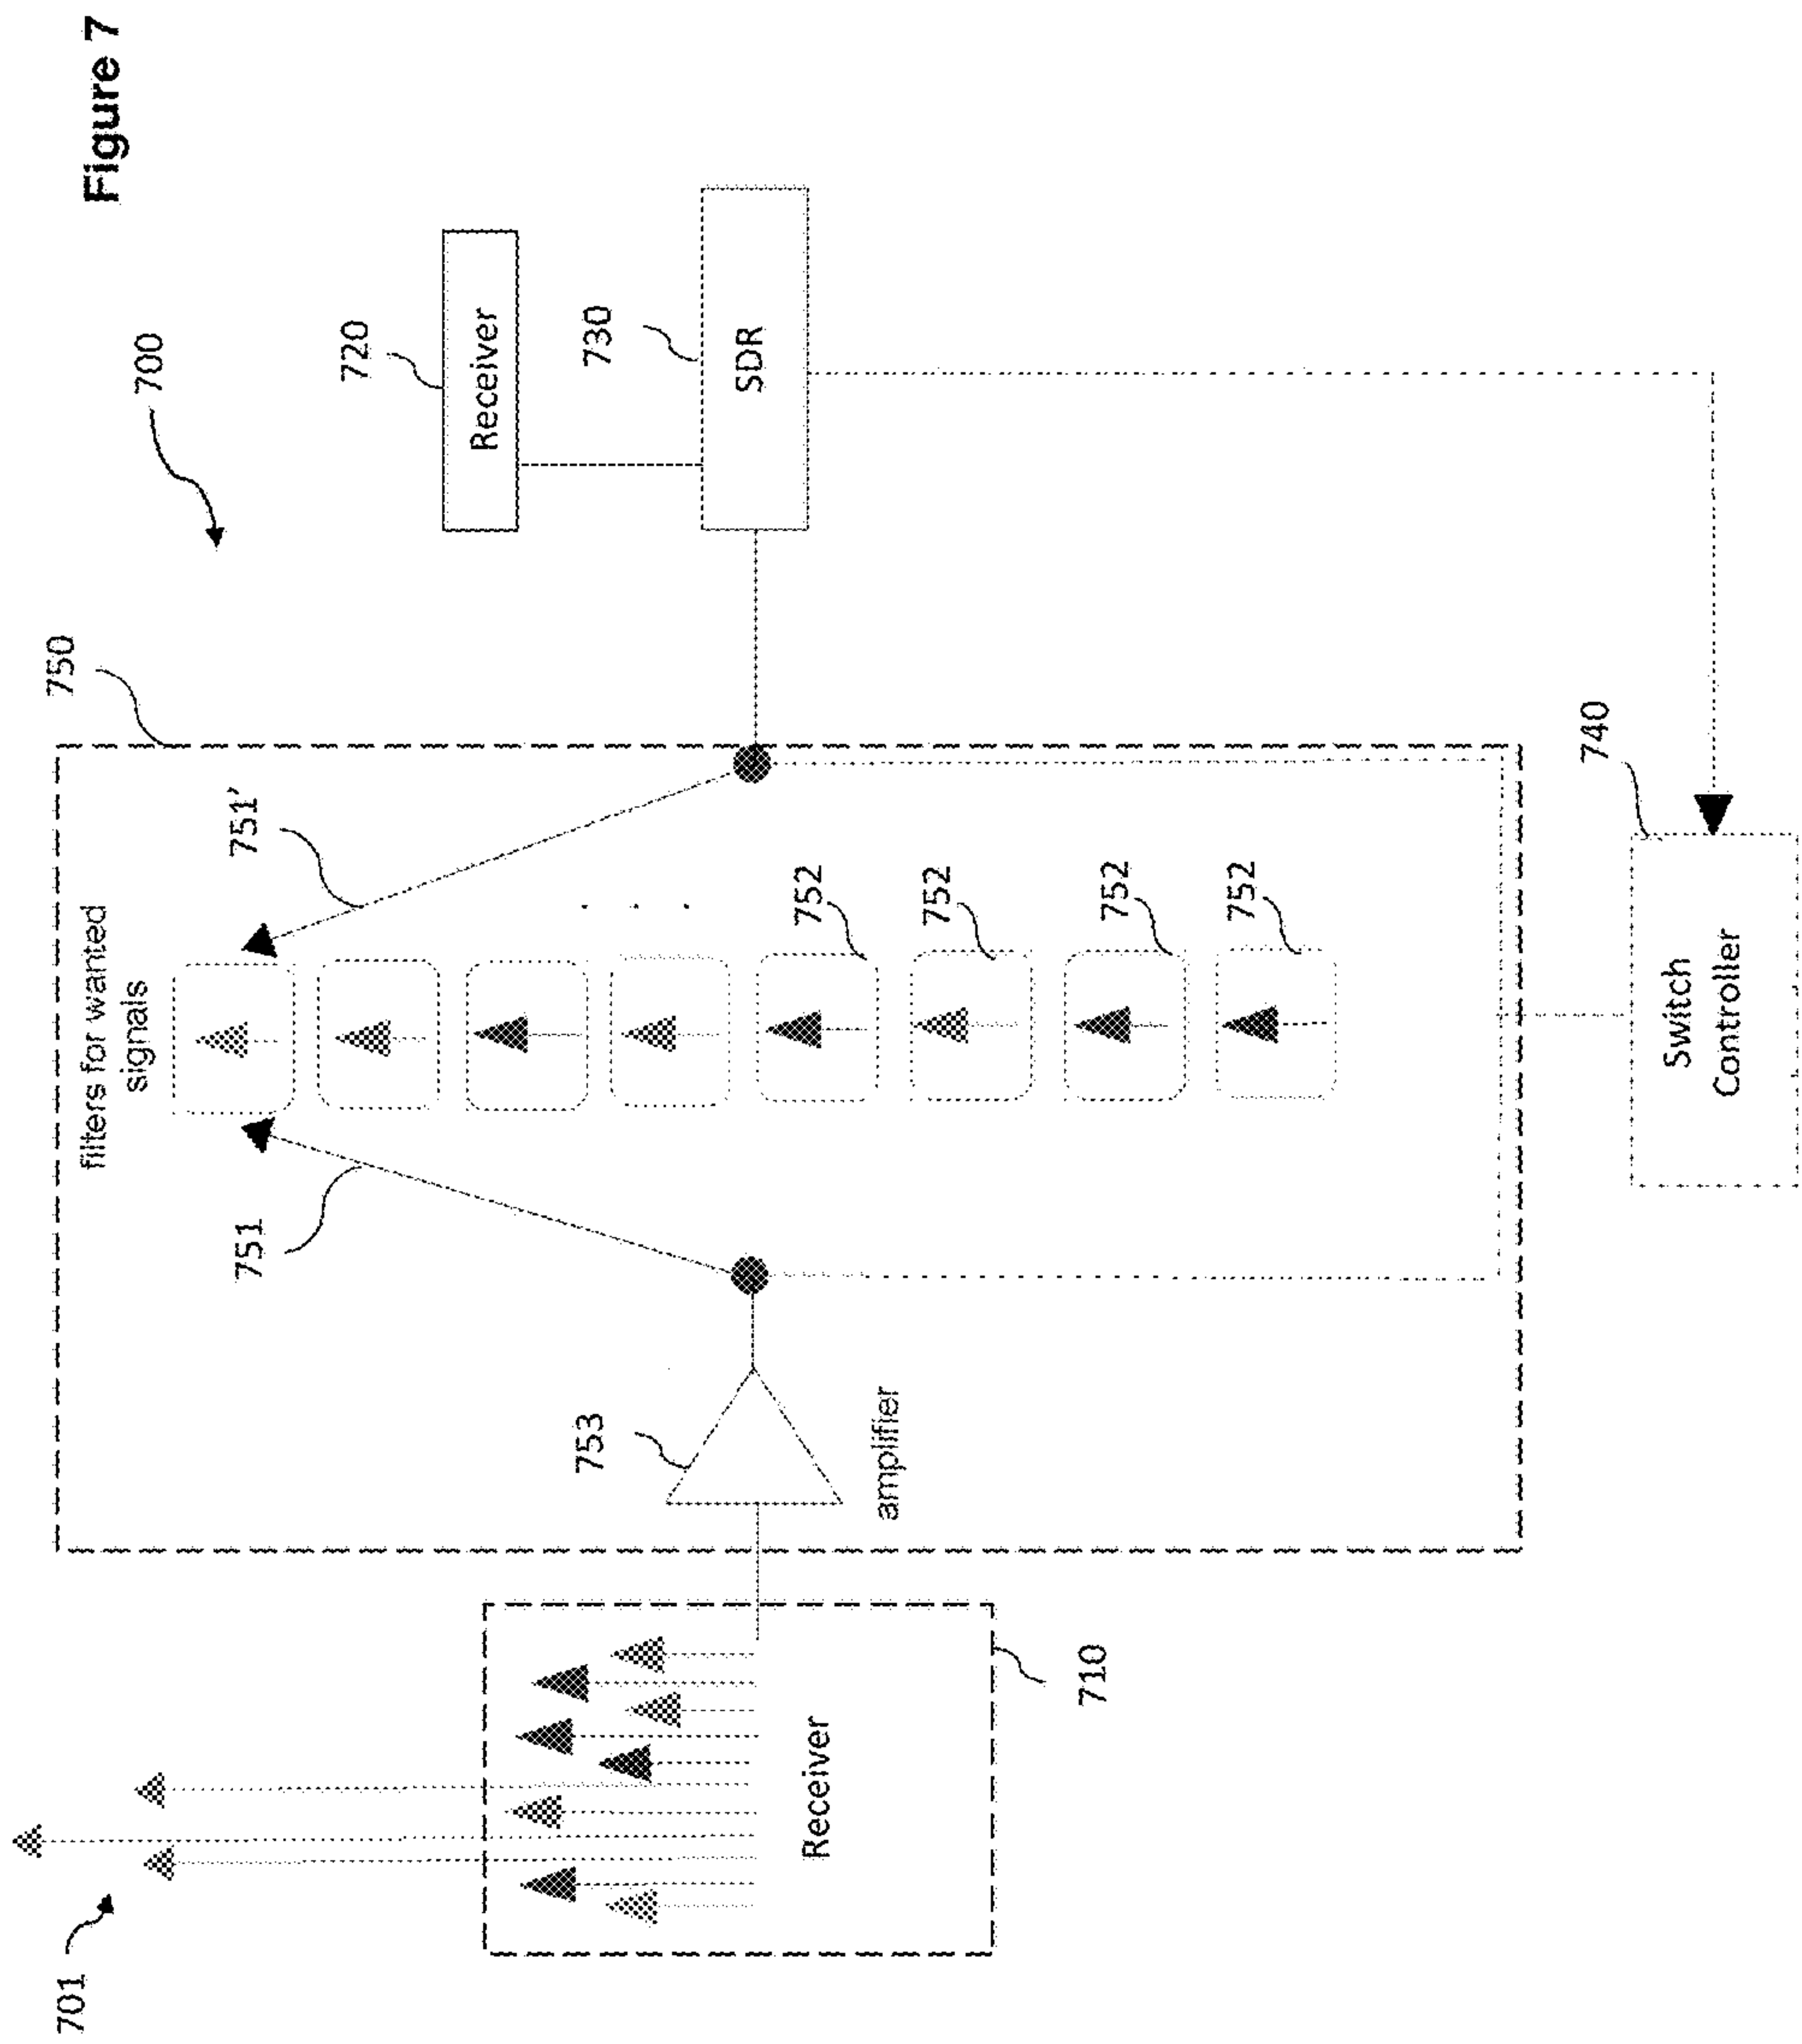 Figure 7
700
701
710
Receiver
750
753
amplifier
751
filters for wanted
signals
751’
752
752
752
752
720
Receiver
730
SDR
740
Switch
Controller